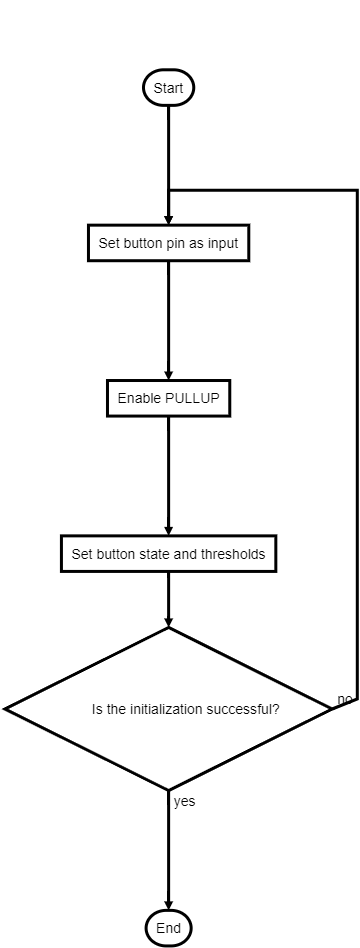 Start
Set button pin as input
Enable PULLUP
Set button state and thresholds
Is the initialization successful?
no
yes
End